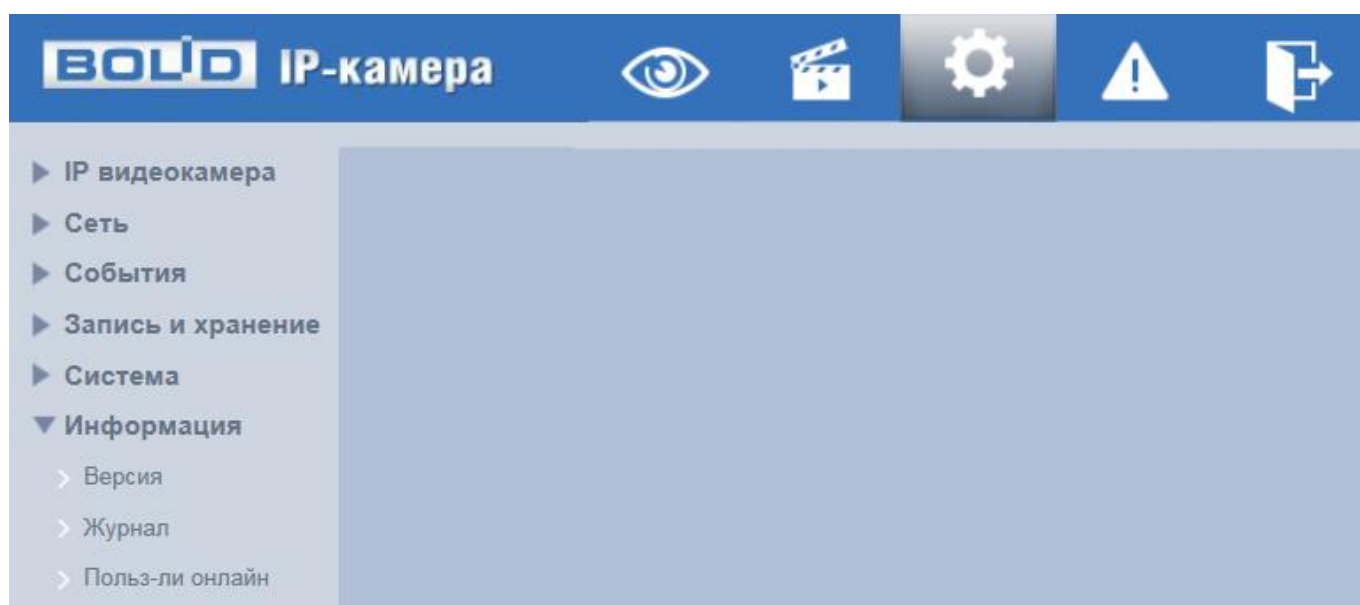 BOLID IP-камера
IP видеокамера
Сеть
События
Запись и хранение
Система
Информация
Версия
Журнал
Польз-ли онлайн